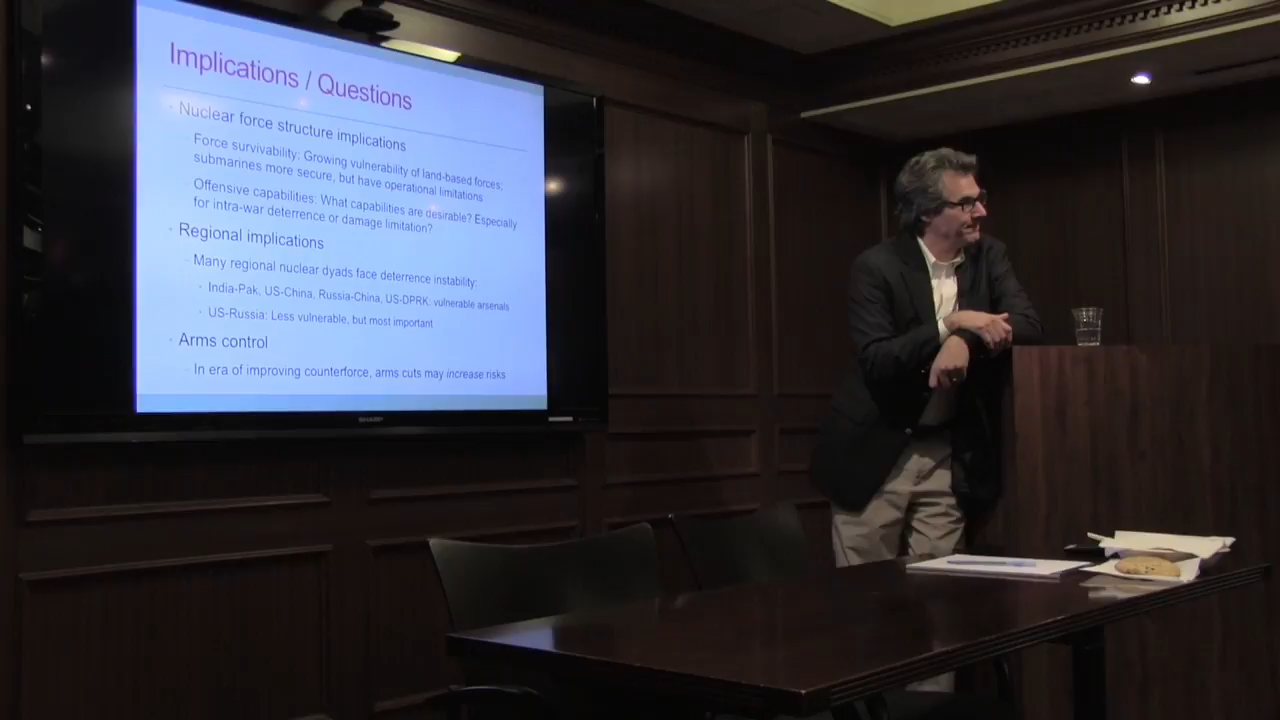 Implications / Questions
Nuclear force structure implications
Force survivability: Growing vulnerability of land-based forces;
submarines more secure, but have operational limitations
Offensive capabilities: What capabilities are desirable? Especially
for intra-war deterrence or damage limitation?
Regional implications
Many regional nuclear dyads face deterrence instability:
India-Pak, US-China, Russia-China, US-DPRK: vulnerable arsenals
US-Russia: Less vulnerable, but most important
Arms control
In era of improving counterforce, arms cuts may increase risks
SHARP